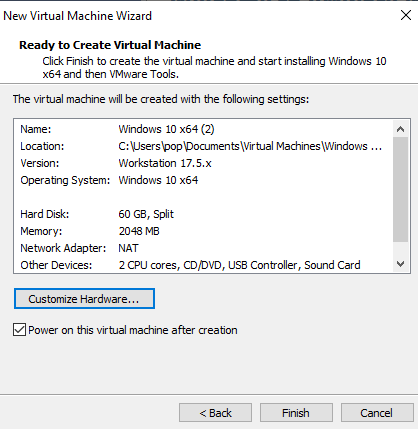 New Virtual Machine Wizard
Ready to Create Virtual Machine
Click Finish to create the virtual machine and start installing Windows 10
x64 and then VMware Tools.
The virtual machine will be created with the following settings:
Name: Windows 10 x64 (2)
Location: C:\Users\pop\Documents\Virtual Machines\Windows ...
Version: Workstation 17.5.x
Operating System: Windows 10 x64
Hard Disk: 60 GB, Split
Memory: 2048 MB
Network Adapter: NAT
Other Devices: 2 CPU cores, CD/DVD, USB Controller, Sound Card
Customize Hardware...
Power on this virtual machine after creation
< Back Finish Cancel